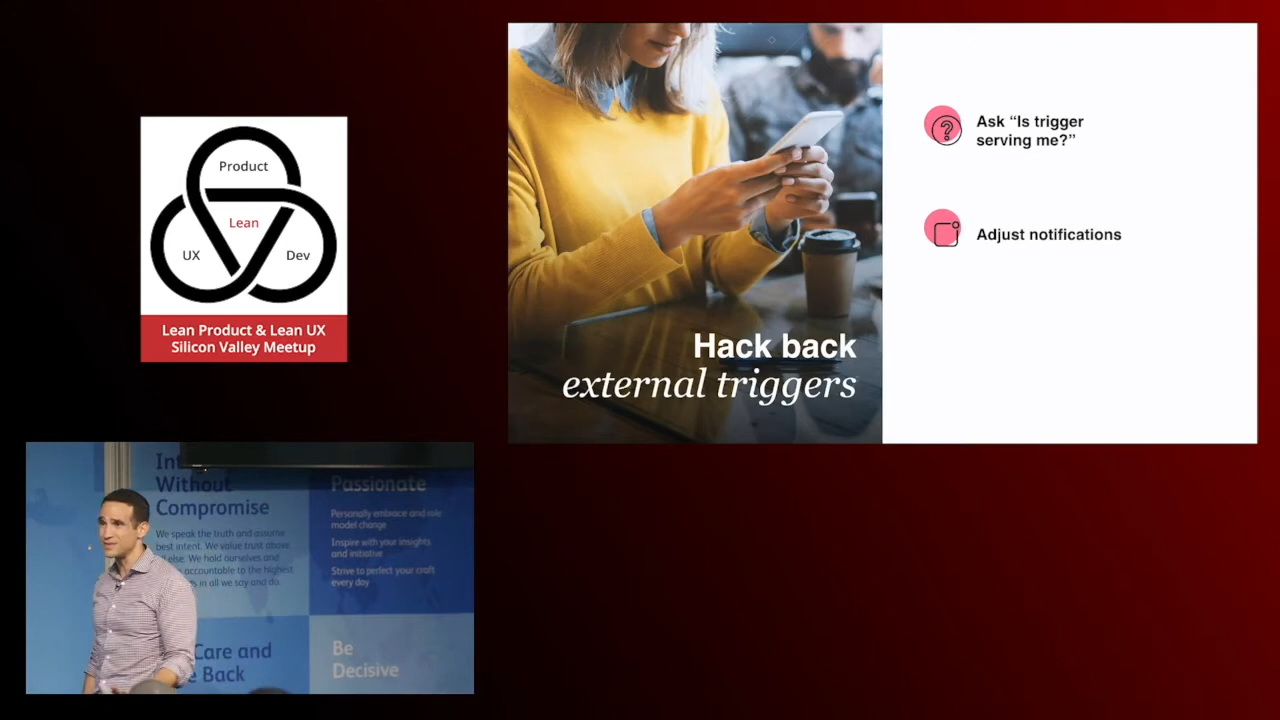 Product
Lean
UX
Dev
Lean Product & Lean UX
Silicon Valley Meetup
Hack back
external triggers
Ask “Is trigger
serving me?”
Adjust notifications
Without
Compromise
We speak the truth and assume
best intent. We value trust above
else. We hold ourselves and
accountable to the highest
in all we say and do.
Passionate
Personally embrace and role
model change
Inspire with your insights
and initiative
Strive to perfect your craft
every day
Care and
Back
Be
Decisive